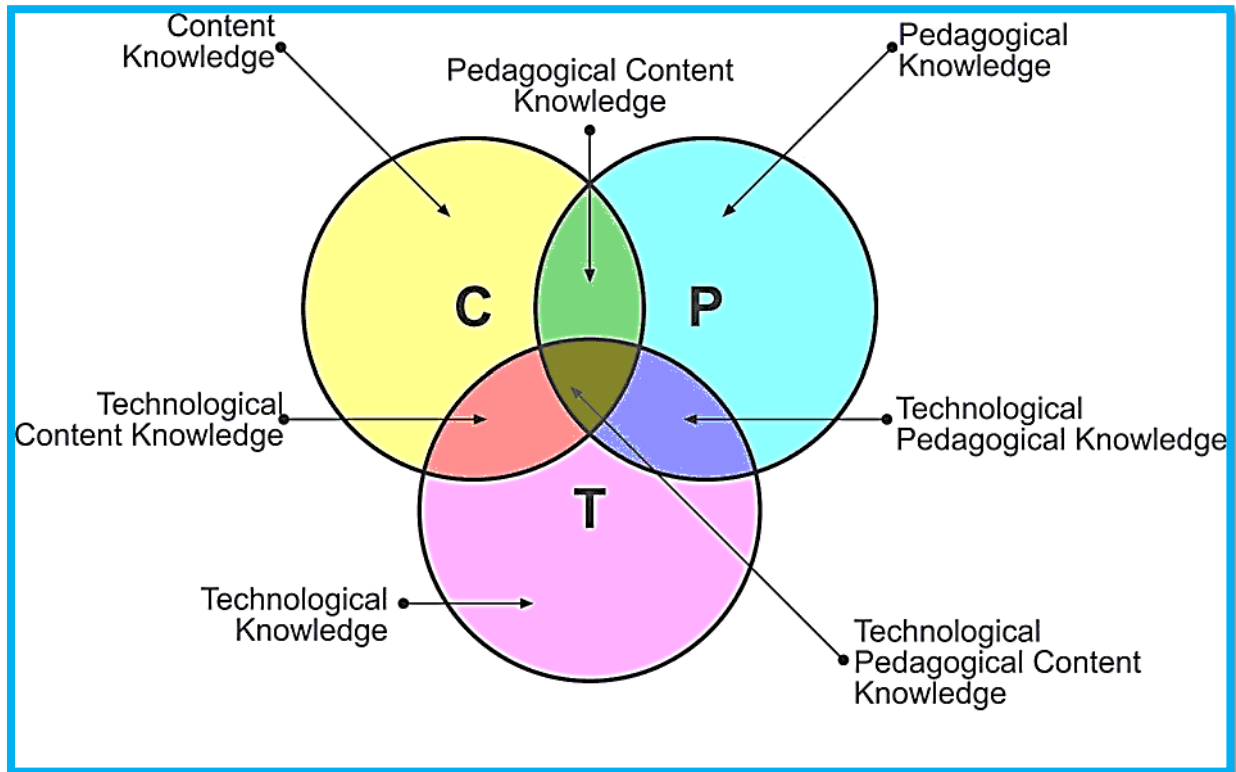 Content
Knowledge
Pedagogical Content
Knowledge
Pedagogical
Knowledge
C
P
Technological
Content Knowledge
Technological
Pedagogical Knowledge
T
Technological
Knowledge
Technological
Pedagogical Content
Knowledge